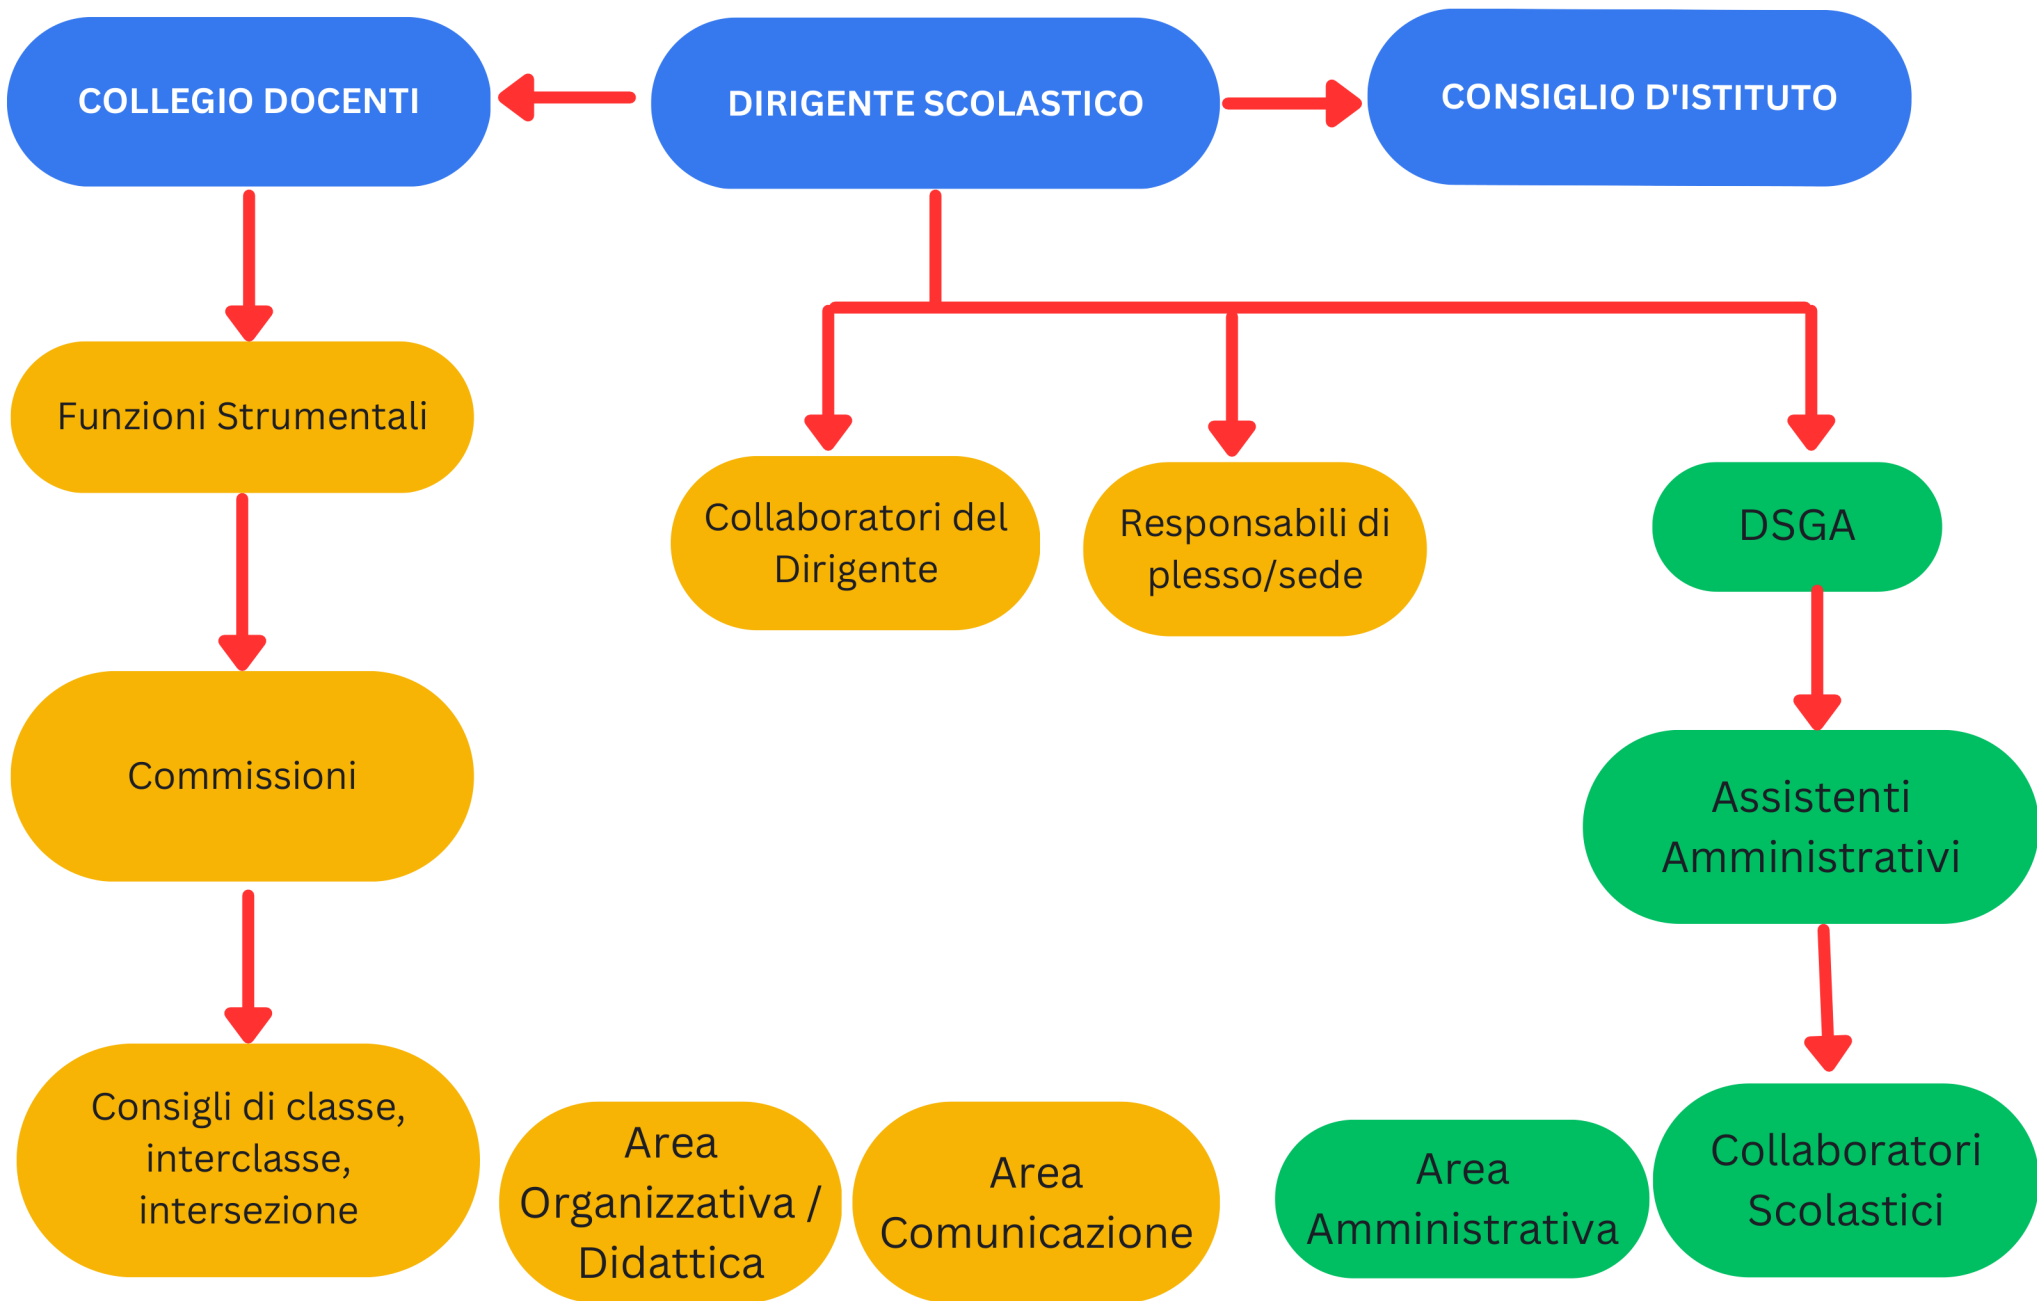 COLLEGIO DOCENTI
DIRIGENTE SCOLASTICO
CONSIGLIO D'ISTITUTO
Funzioni Strumentali
Collaboratori del
Dirigente
Responsabili di
plesso/sede
DSGA
Commissioni
Assistenti
Amministrativi
Consigli di classe,
interclasse,
intersezione
Area
Organizzativa /
Didattica
Area
Comunicazione
Area
Amministrativa
Collaboratori
Scolastici